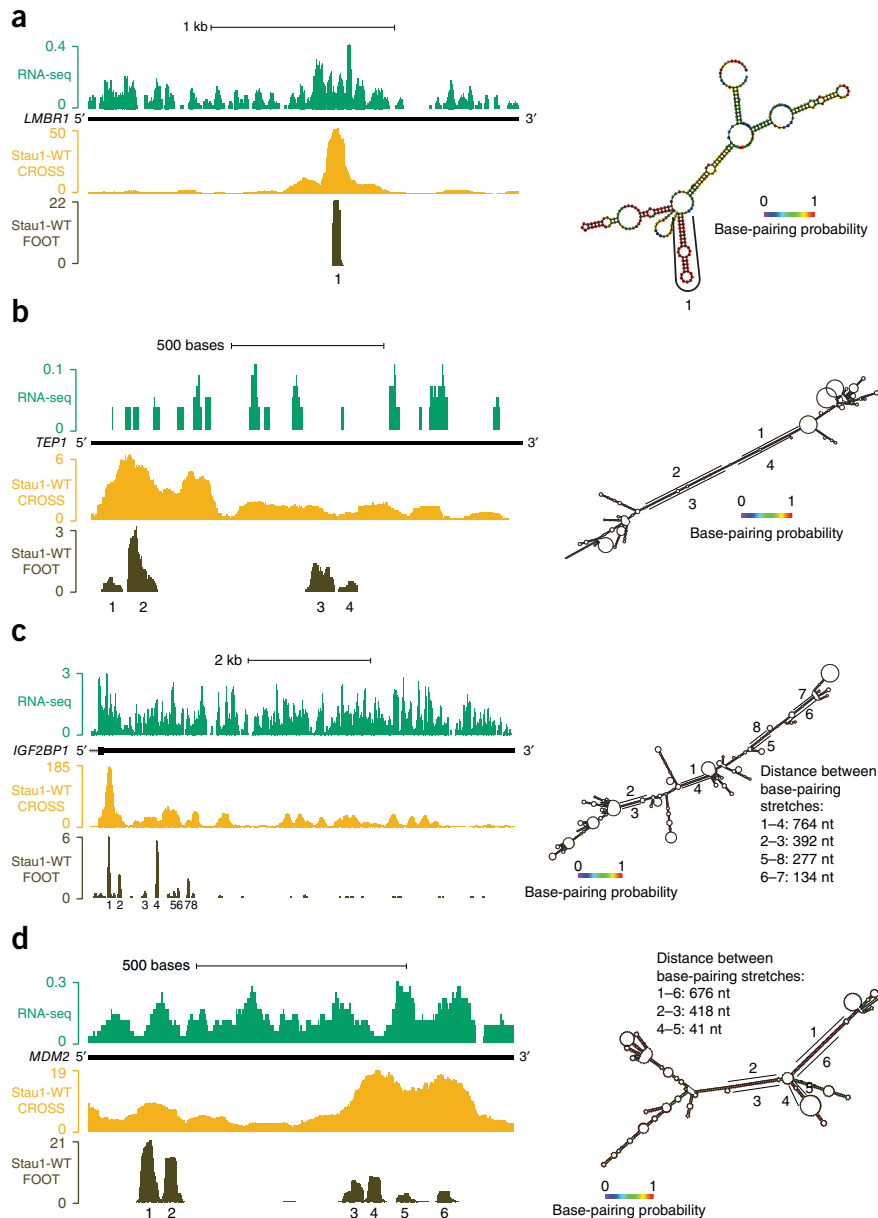 a
1 kb
0.4
RNA-seq
0
LMBR1 5′ 3′
50
Stau1-WT
CROSS
0
22
Stau1-WT
FOOT
0
1
0 1
Base-pairing probability
1
b
500 bases
0.1
RNA-seq
0
TEP1 5′ 3′
6
Stau1-WT
CROSS
0
3
Stau1-WT
FOOT
0
1 2 3 4
1
4
2
3
0 1
Base-pairing probability
c
2 kb
3
RNA-seq
0
IGF2BP1 5′ 3′
185
Stau1-WT
CROSS
0
6
Stau1-WT
FOOT
0
1 2 3 4 56 78
7
6
8
5
1
4
2
3
Distance between
base-pairing
stretches:
1–4: 764 nt
2–3: 392 nt
5–8: 277 nt
6–7: 134 nt
0 1
Base-pairing probability
d
500 bases
0.3
RNA-seq
0
MDM2 5′ 3′
19
Stau1-WT
CROSS
0
21
Stau1-WT
FOOT
0
1 2 3 4 5 6
Distance between
base-pairing stretches:
1–6: 676 nt
2–3: 418 nt
4–5: 41 nt
1
6
2
3
5
4
0 1
Base-pairing probability